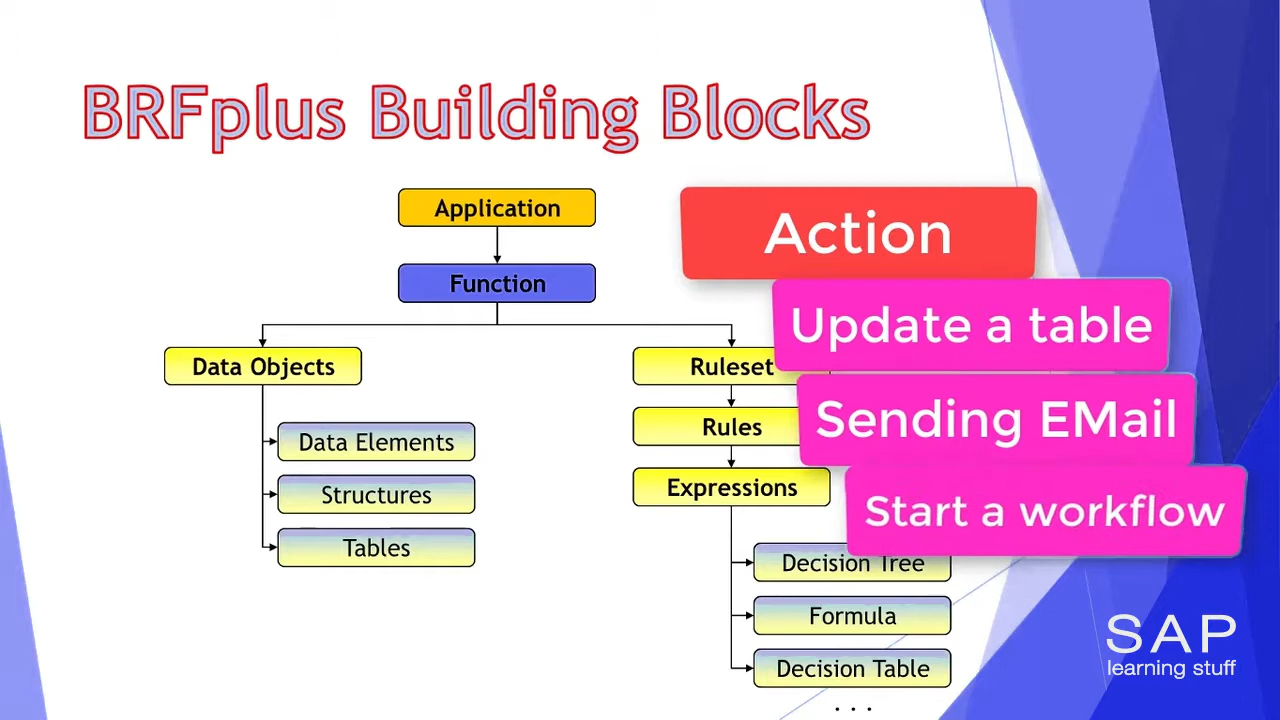 BRFplus Building Blocks
Application
Function
Data Objects
Data Elements
Structures
Tables
Ruleset
Rules
Expressions
Decision Tree
Formula
Decision Table
. . .
Action
Update a table
Sending EMail
Start a workflow
SAP
learning stuff